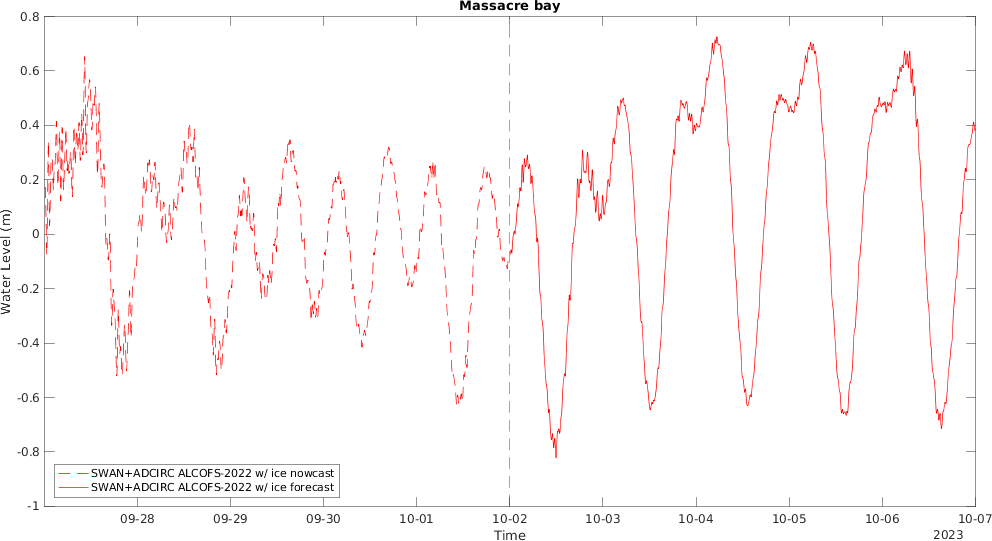 Massacre bay
0.8
0.6
0.4
0.2
0
-0.2
-0.4
-0.6
-0.8
-1
Water Level (m)
SWAN+ADCIRC ALCOFS-2022 w/ ice nowcast
SWAN+ADCIRC ALCOFS-2022 w/ ice forecast
09-28 09-29 09-30 10-01 10-02 10-03 10-04 10-05 10-06 10-07
Time
2023